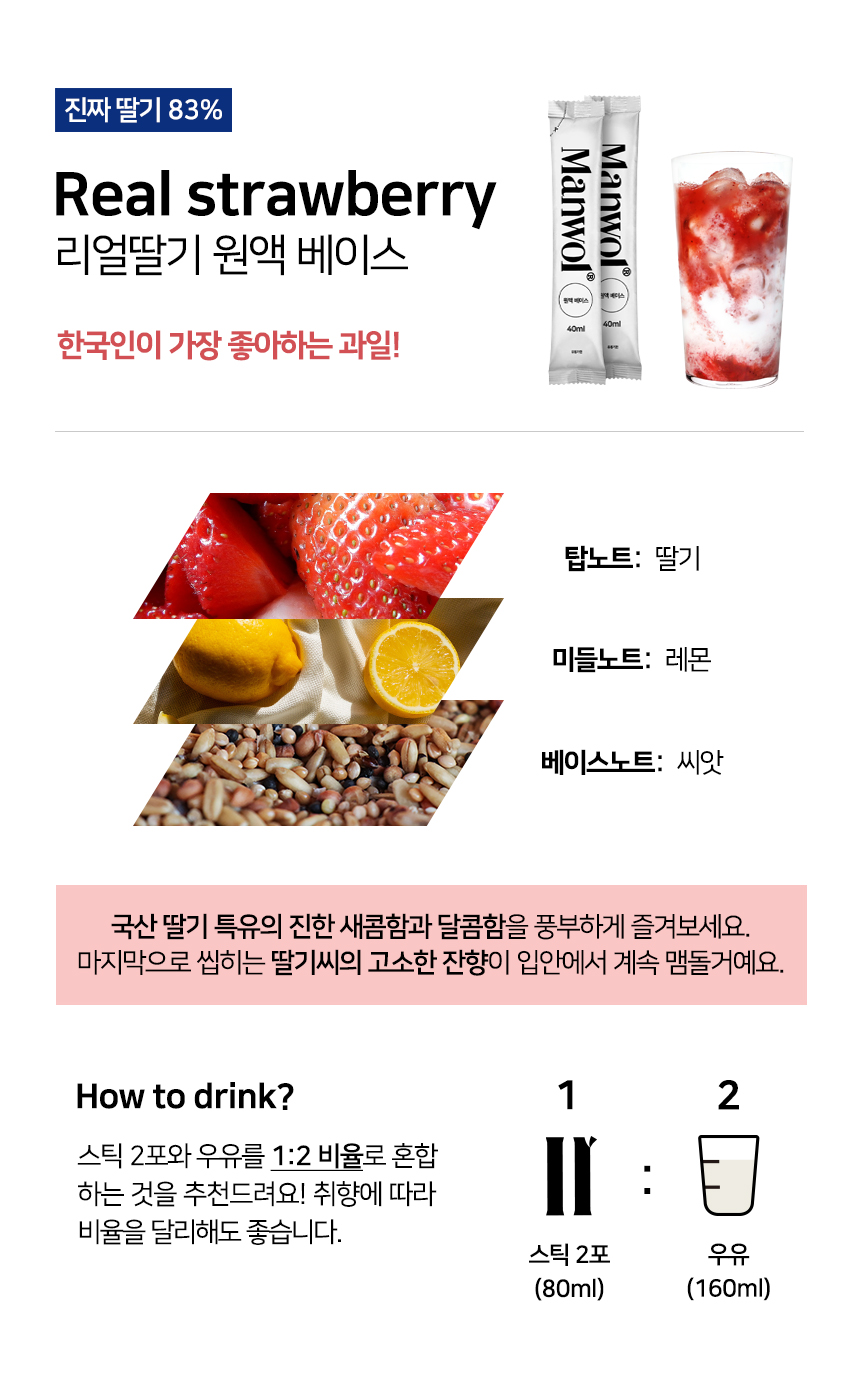 진짜 딸기 83%
Real strawberry
리얼딸기 원액 베이스
한국인이 가장 좋아하는 과일!
Manwol®
원액 베이스
40ml
Manwol®
원액 베이스
40ml
탑노트: 딸기
미들노트: 레몬
베이스노트: 씨앗
국산 딸기 특유의 진한 새콤함과 달콤함을 풍부하게 즐겨보세요.
마지막으로 씹히는 딸기씨의 고소한 잔향이 입안에서 계속 맴돌거예요.
How to drink?
스틱 2포와 우유를 1:2 비율로 혼합
하는 것을 추천드려요! 취향에 따라
비율을 달리해도 좋습니다.
1 : 2
스틱 2포 우유
(80ml) (160ml)